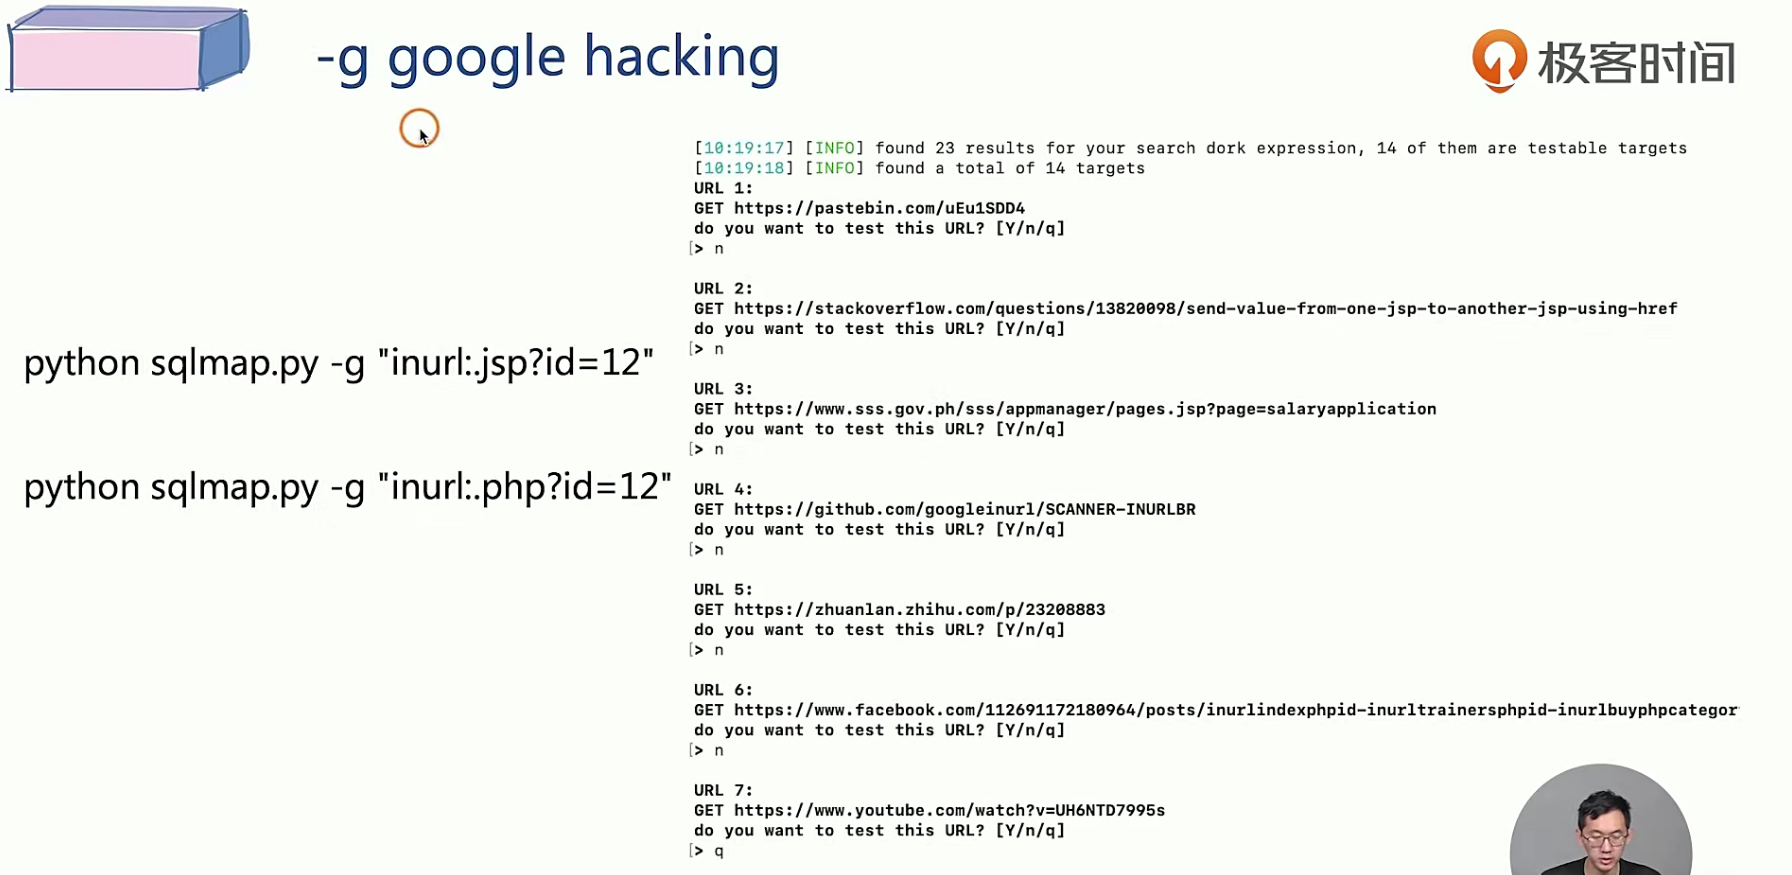 -g google hacking
极客时间
python sqlmap.py -g "inurl:.jsp?id=12"
python sqlmap.py -g "inurl:.php?id=12"
[10:19:17] [INFO] found 23 results for your search dork expression, 14 of them are testable targets
[10:19:18] [INFO] found a total of 14 targets
URL 1:
GET https://pastebin.com/uEu1SDD4
do you want to test this URL? [Y/n/q]
[> n
URL 2:
GET https://stackoverflow.com/questions/13820098/send-value-from-one-jsp-to-another-jsp-using-href
do you want to test this URL? [Y/n/q]
[> n
URL 3:
GET https://www.sss.gov.ph/sss/appmanager/pages.jsp?page=salaryapplication
do you want to test this URL? [Y/n/q]
[> n
URL 4:
GET https://github.com/googleinurl/SCANNER-INURLBR
do you want to test this URL? [Y/n/q]
[> n
URL 5:
GET https://zhuanlan.zhihu.com/p/23208883
do you want to test this URL? [Y/n/q]
[> n
URL 6:
GET https://www.facebook.com/112691172180964/posts/inurlindexphpid-inurltrainersphpid-inurlbuyphpcategor
do you want to test this URL? [Y/n/q]
[> n
URL 7:
GET https://www.youtube.com/watch?v=UH6NTD7995s
do you want to test this URL? [Y/n/q]
[> q